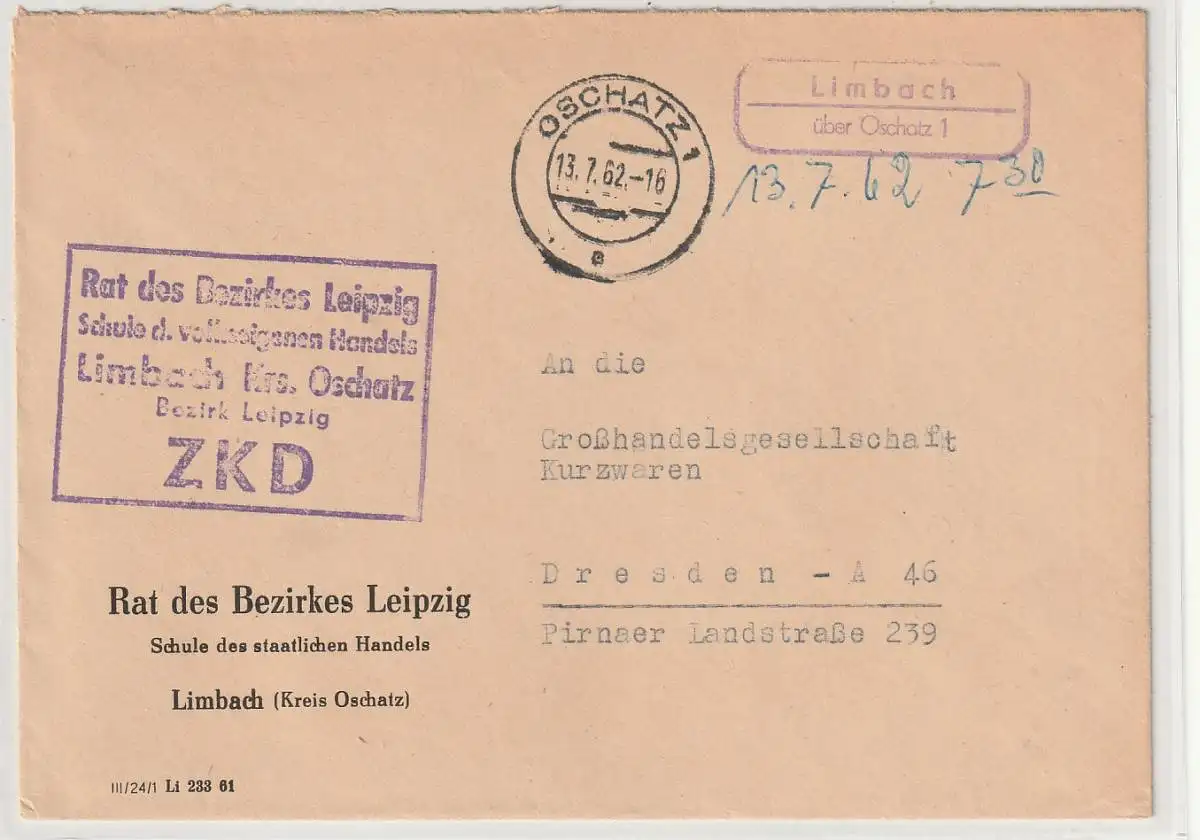 Limbach
über Oschatz 1
13.7.62 7 30
OSCHATZ 1
13.7.62.-16
e
Rat des Bezirkes Leipzig
Schule d. volkseigenen Handels
Limbach Krs. Oschatz
Bezirk Leipzig
ZKD
An die
Großhandelsgesellschaft
Kurzwaren
Dresden - A 46
Pirnaer Landstraße 239
Rat des Bezirkes Leipzig
Schule des staatlichen Handels
Limbach (Kreis Oschatz)
III/24/1 Li 233 61